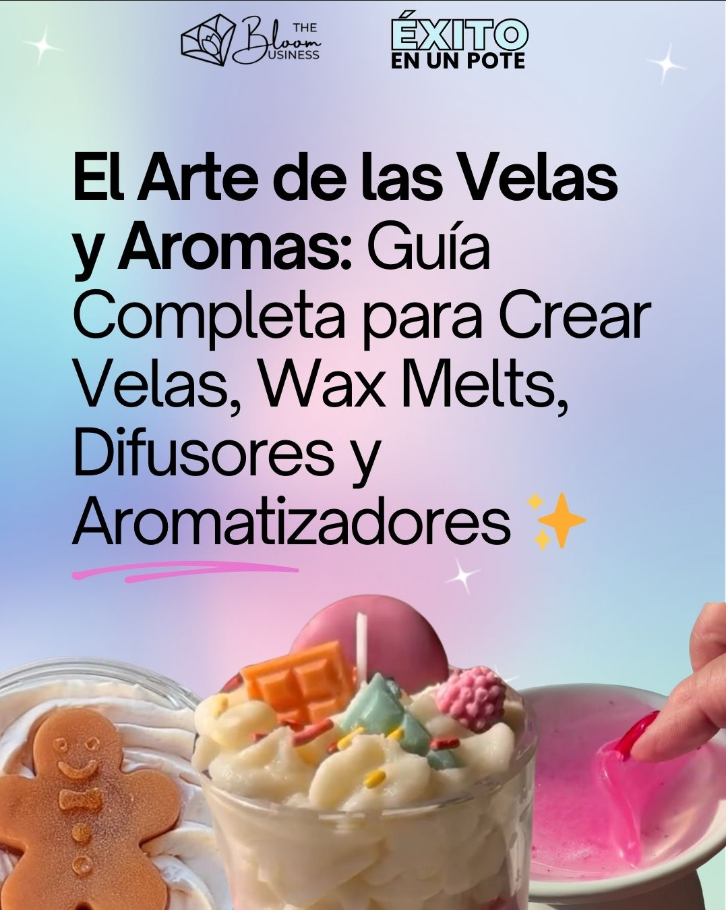 THE
Bloom
BUSINESS
ÉXITO
EN UN POTE
El Arte de las Velas
y Aromas: Guía
Completa para Crear
Velas, Wax Melts,
Difusores y
Aromatizadores ✨